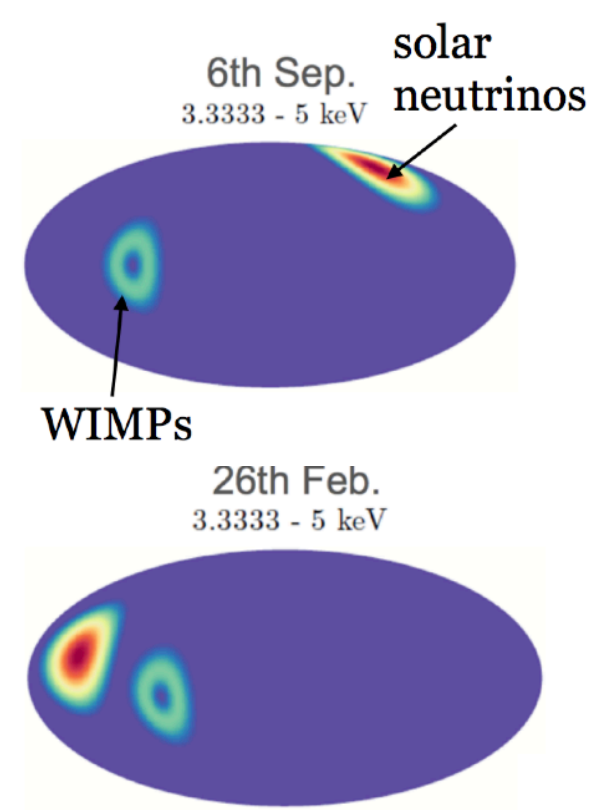 solar
neutrinos
6th Sep.
3.3333 - 5 keV
WIMPs
26th Feb.
3.3333 - 5 keV